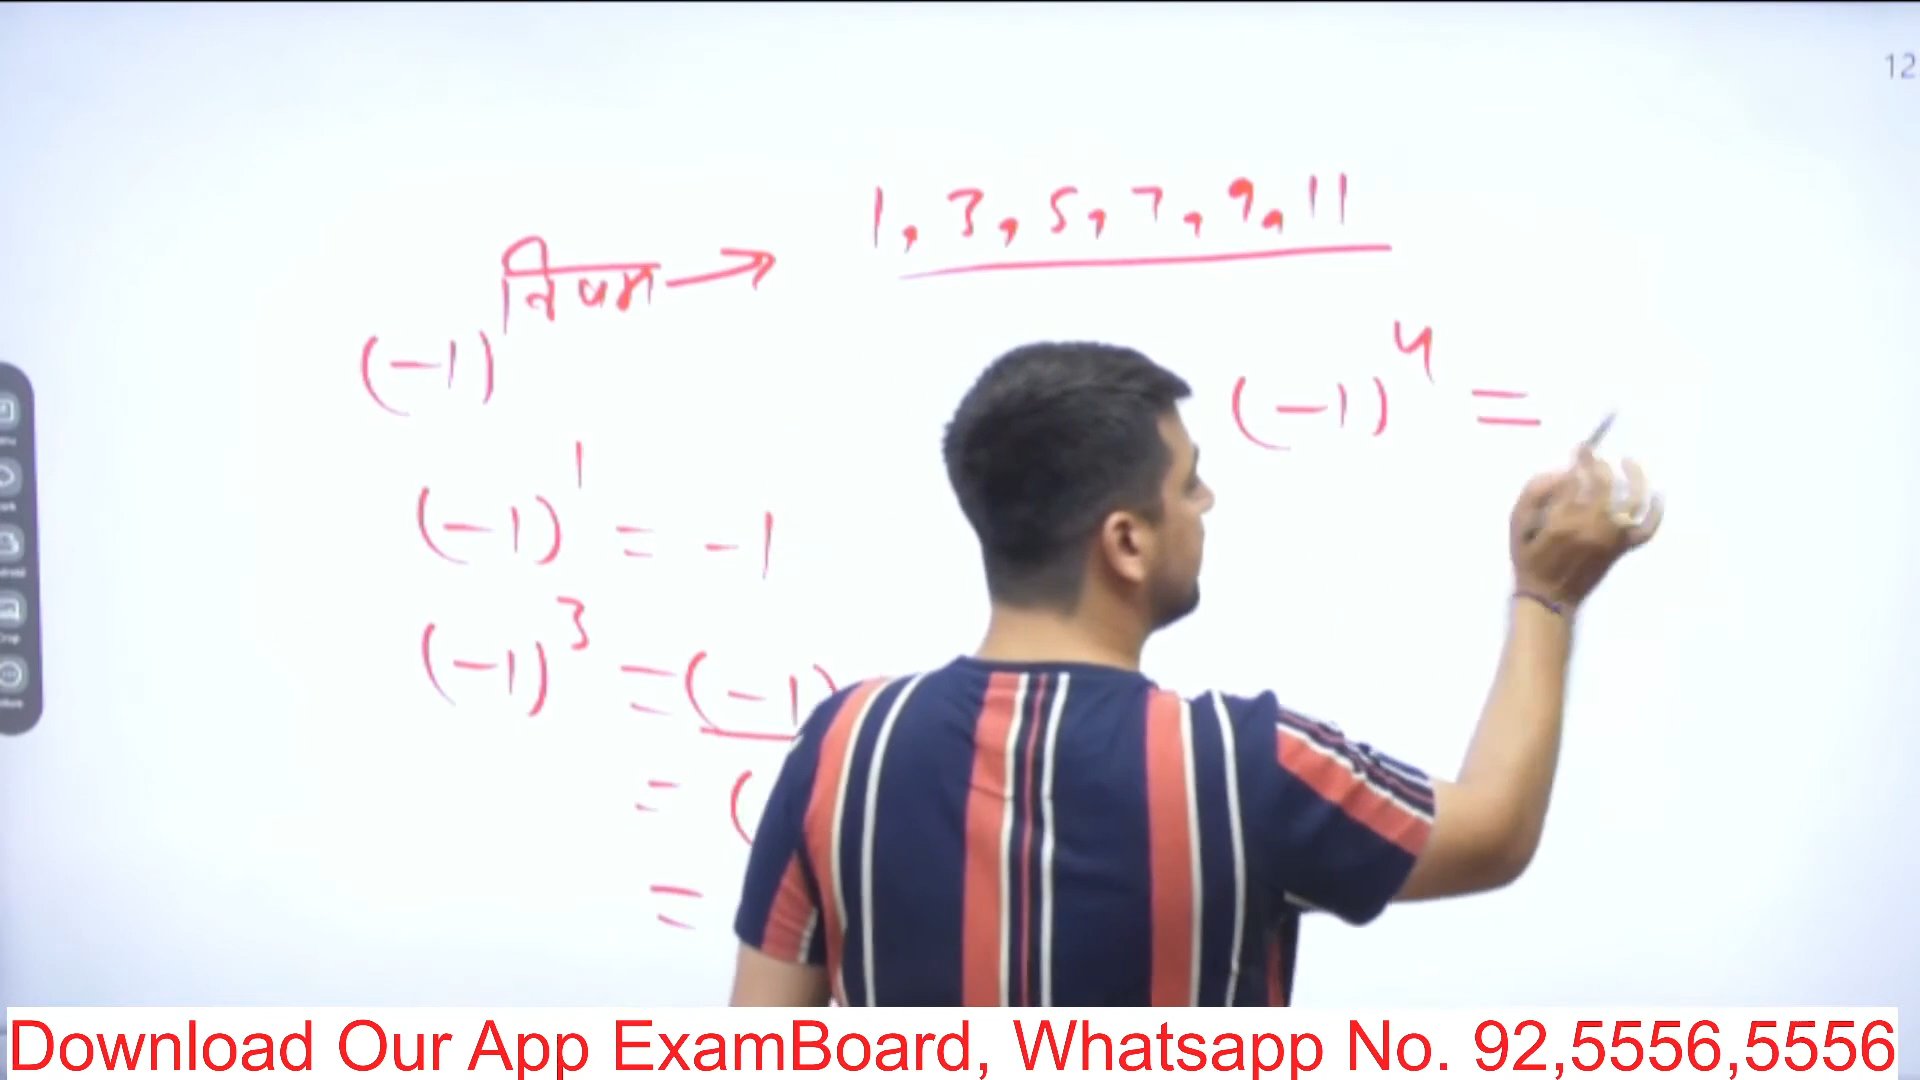 12
1, 3, 5, 7, 9, 11
(-1)^विषम →
(-1)^4 =
(-1)^1 = -1
(-1)^3 = (-1)
= (
=
Download Our App ExamBoard, Whatsapp No. 92,5556,5556